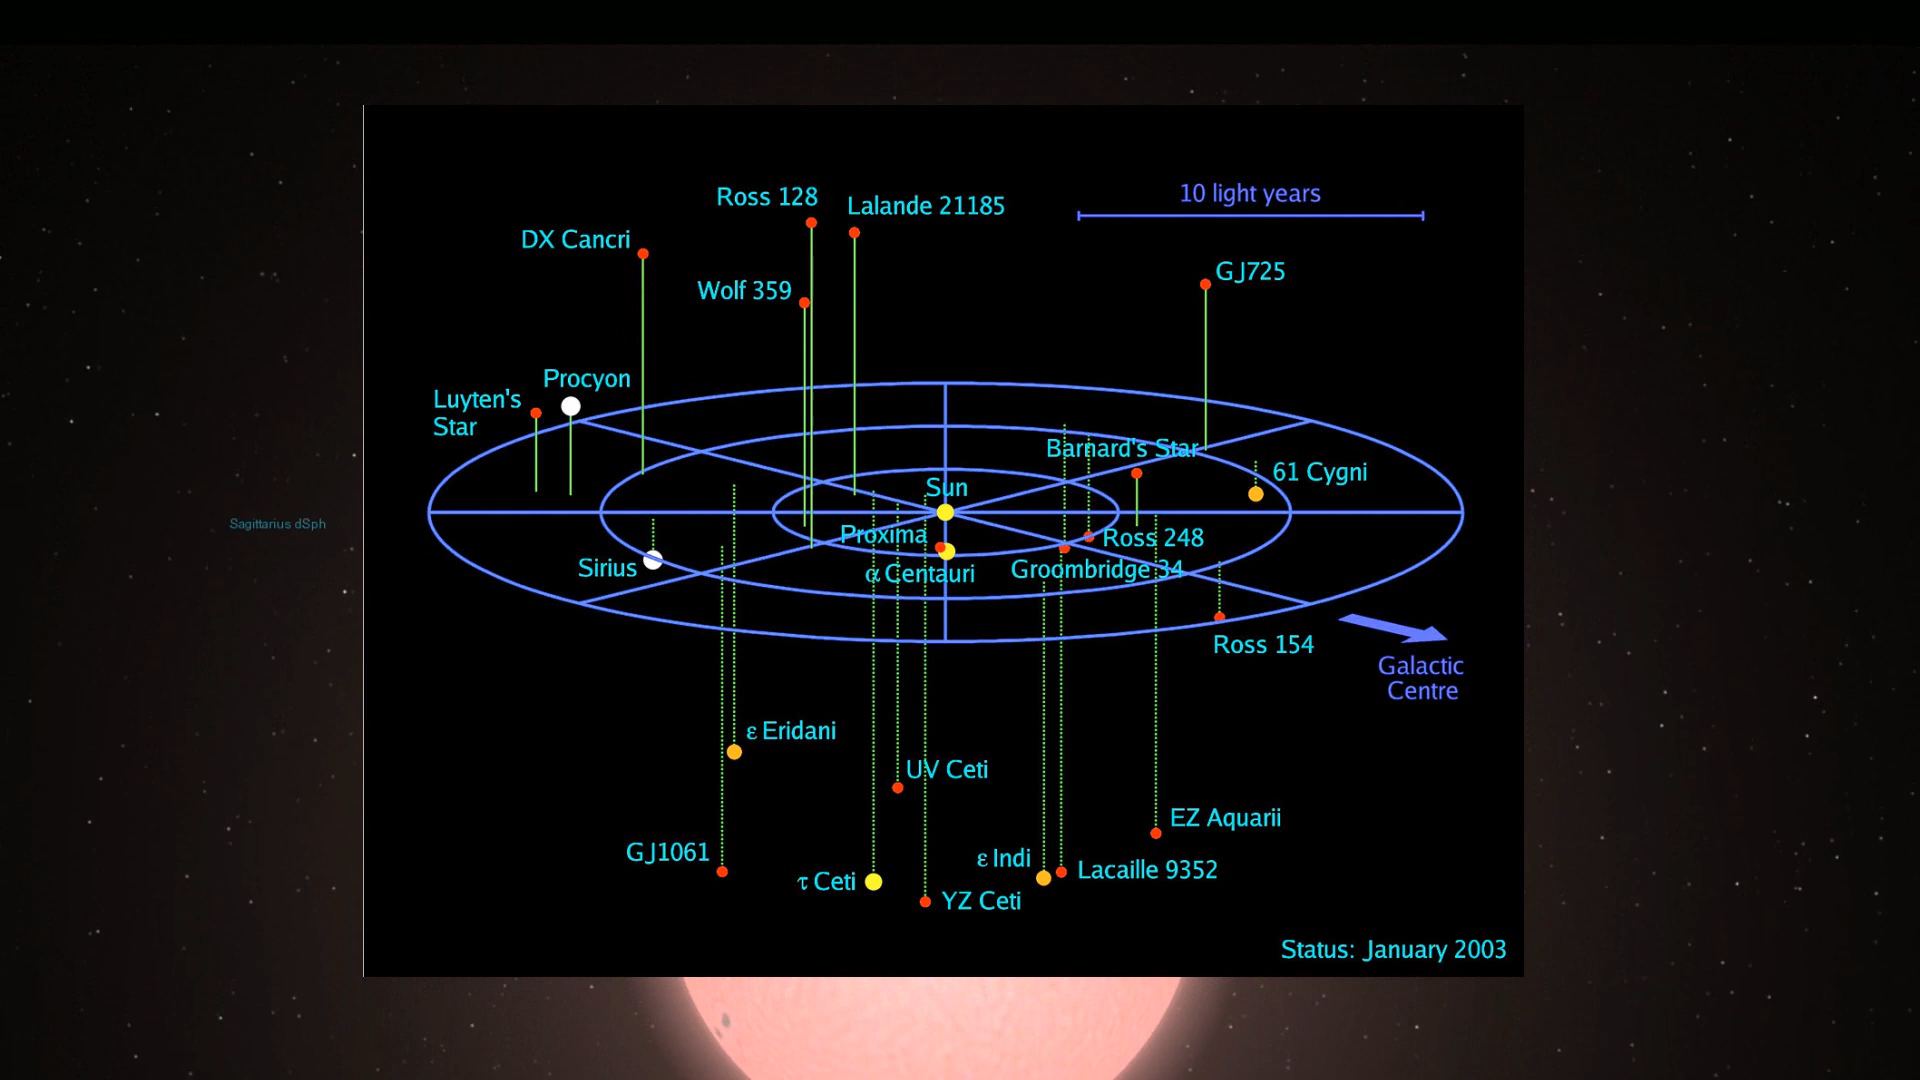 Ross 128
10 light years
Lalande 21185
DX Cancri
GJ725
Wolf 359
Procyon
Luyten's
Star
Barnard's Star
61 Cygni
Sun
Sagittarius dSph
Proxima
Ross 248
Sirius
α Centauri
Groombridge 34
Ross 154
Galactic
Centre
ε Eridani
UV Ceti
EZ Aquarii
GJ1061
ε Indi
Lacaille 9352
τ Ceti
YZ Ceti
Status: January 2003